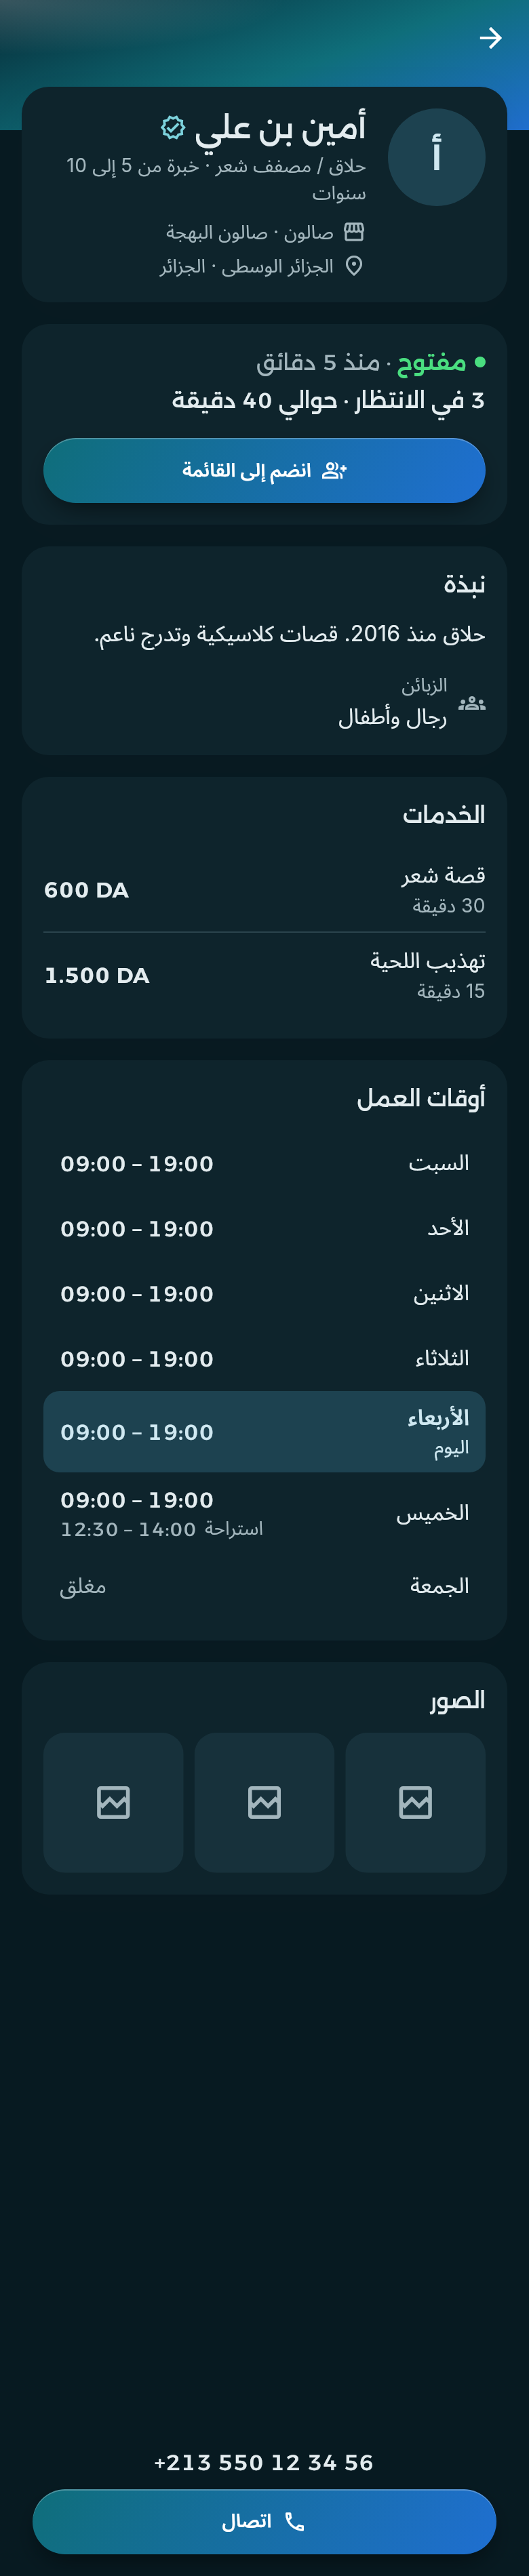 أمين بن علي
أ
حلاق / مصفف شعر · خبرة من 5 إلى 10
سنوات
صالون · صالون البهجة
الجزائر الوسطى · الجزائر
مفتوح · منذ 5 دقائق
3 في الانتظار · حوالي 40 دقيقة
انضم إلى القائمة
نبذة
حلاق منذ 2016. قصات كلاسيكية وتدرج ناعم.
الزبائن
رجال وأطفال
الخدمات
قصة شعر
600 DA
30 دقيقة
تهذيب اللحية
1.500 DA
15 دقيقة
أوقات العمل
السبت 09:00 – 19:00
الأحد 09:00 – 19:00
الاثنين 09:00 – 19:00
الثلاثاء 09:00 – 19:00
الأربعاء 09:00 – 19:00
اليوم
الخميس 09:00 – 19:00
استراحة 12:30 – 14:00
الجمعة مغلق
الصور
+213 550 12 34 56
اتصال